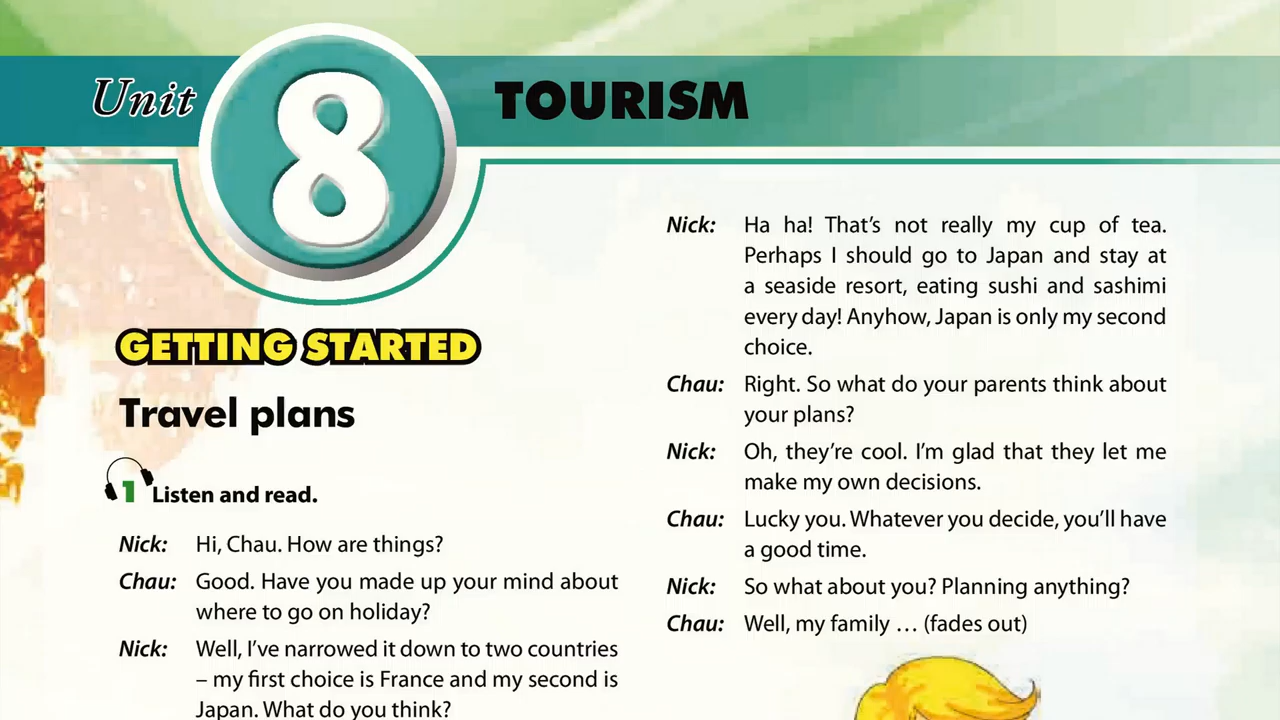 Unit 8 TOURISM
GETTING STARTED
Travel plans
1 Listen and read.
Nick: Hi, Chau. How are things?
Chau: Good. Have you made up your mind about
where to go on holiday?
Nick: Well, I’ve narrowed it down to two countries
– my first choice is France and my second is
Japan. What do you think?
Nick: Ha ha! That’s not really my cup of tea.
Perhaps I should go to Japan and stay at
a seaside resort, eating sushi and sashimi
every day! Anyhow, Japan is only my second
choice.
Chau: Right. So what do your parents think about
your plans?
Nick: Oh, they’re cool. I’m glad that they let me
make my own decisions.
Chau: Lucky you. Whatever you decide, you’ll have
a good time.
Nick: So what about you? Planning anything?
Chau: Well, my family … (fades out)